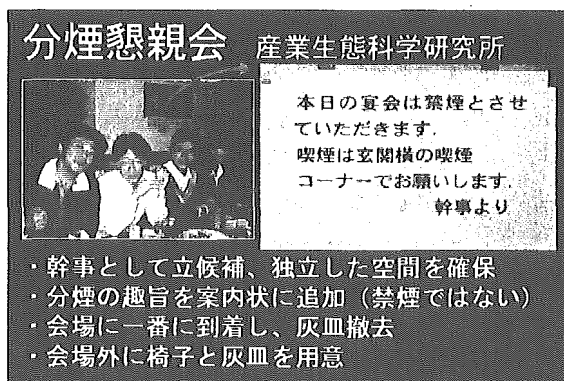 分煙懇親会 産業生態科学研究所
本日の宴会は禁煙とさせ
ていただきます.
喫煙は玄関横の喫煙
コーナーでお願いします.
幹事より
・幹事として立候補、独立した空間を確保
・分煙の趣旨を案内状に追加（禁煙ではない）
・会場に一番に到着し、灰皿撤去
・会場外に椅子と灰皿を用意